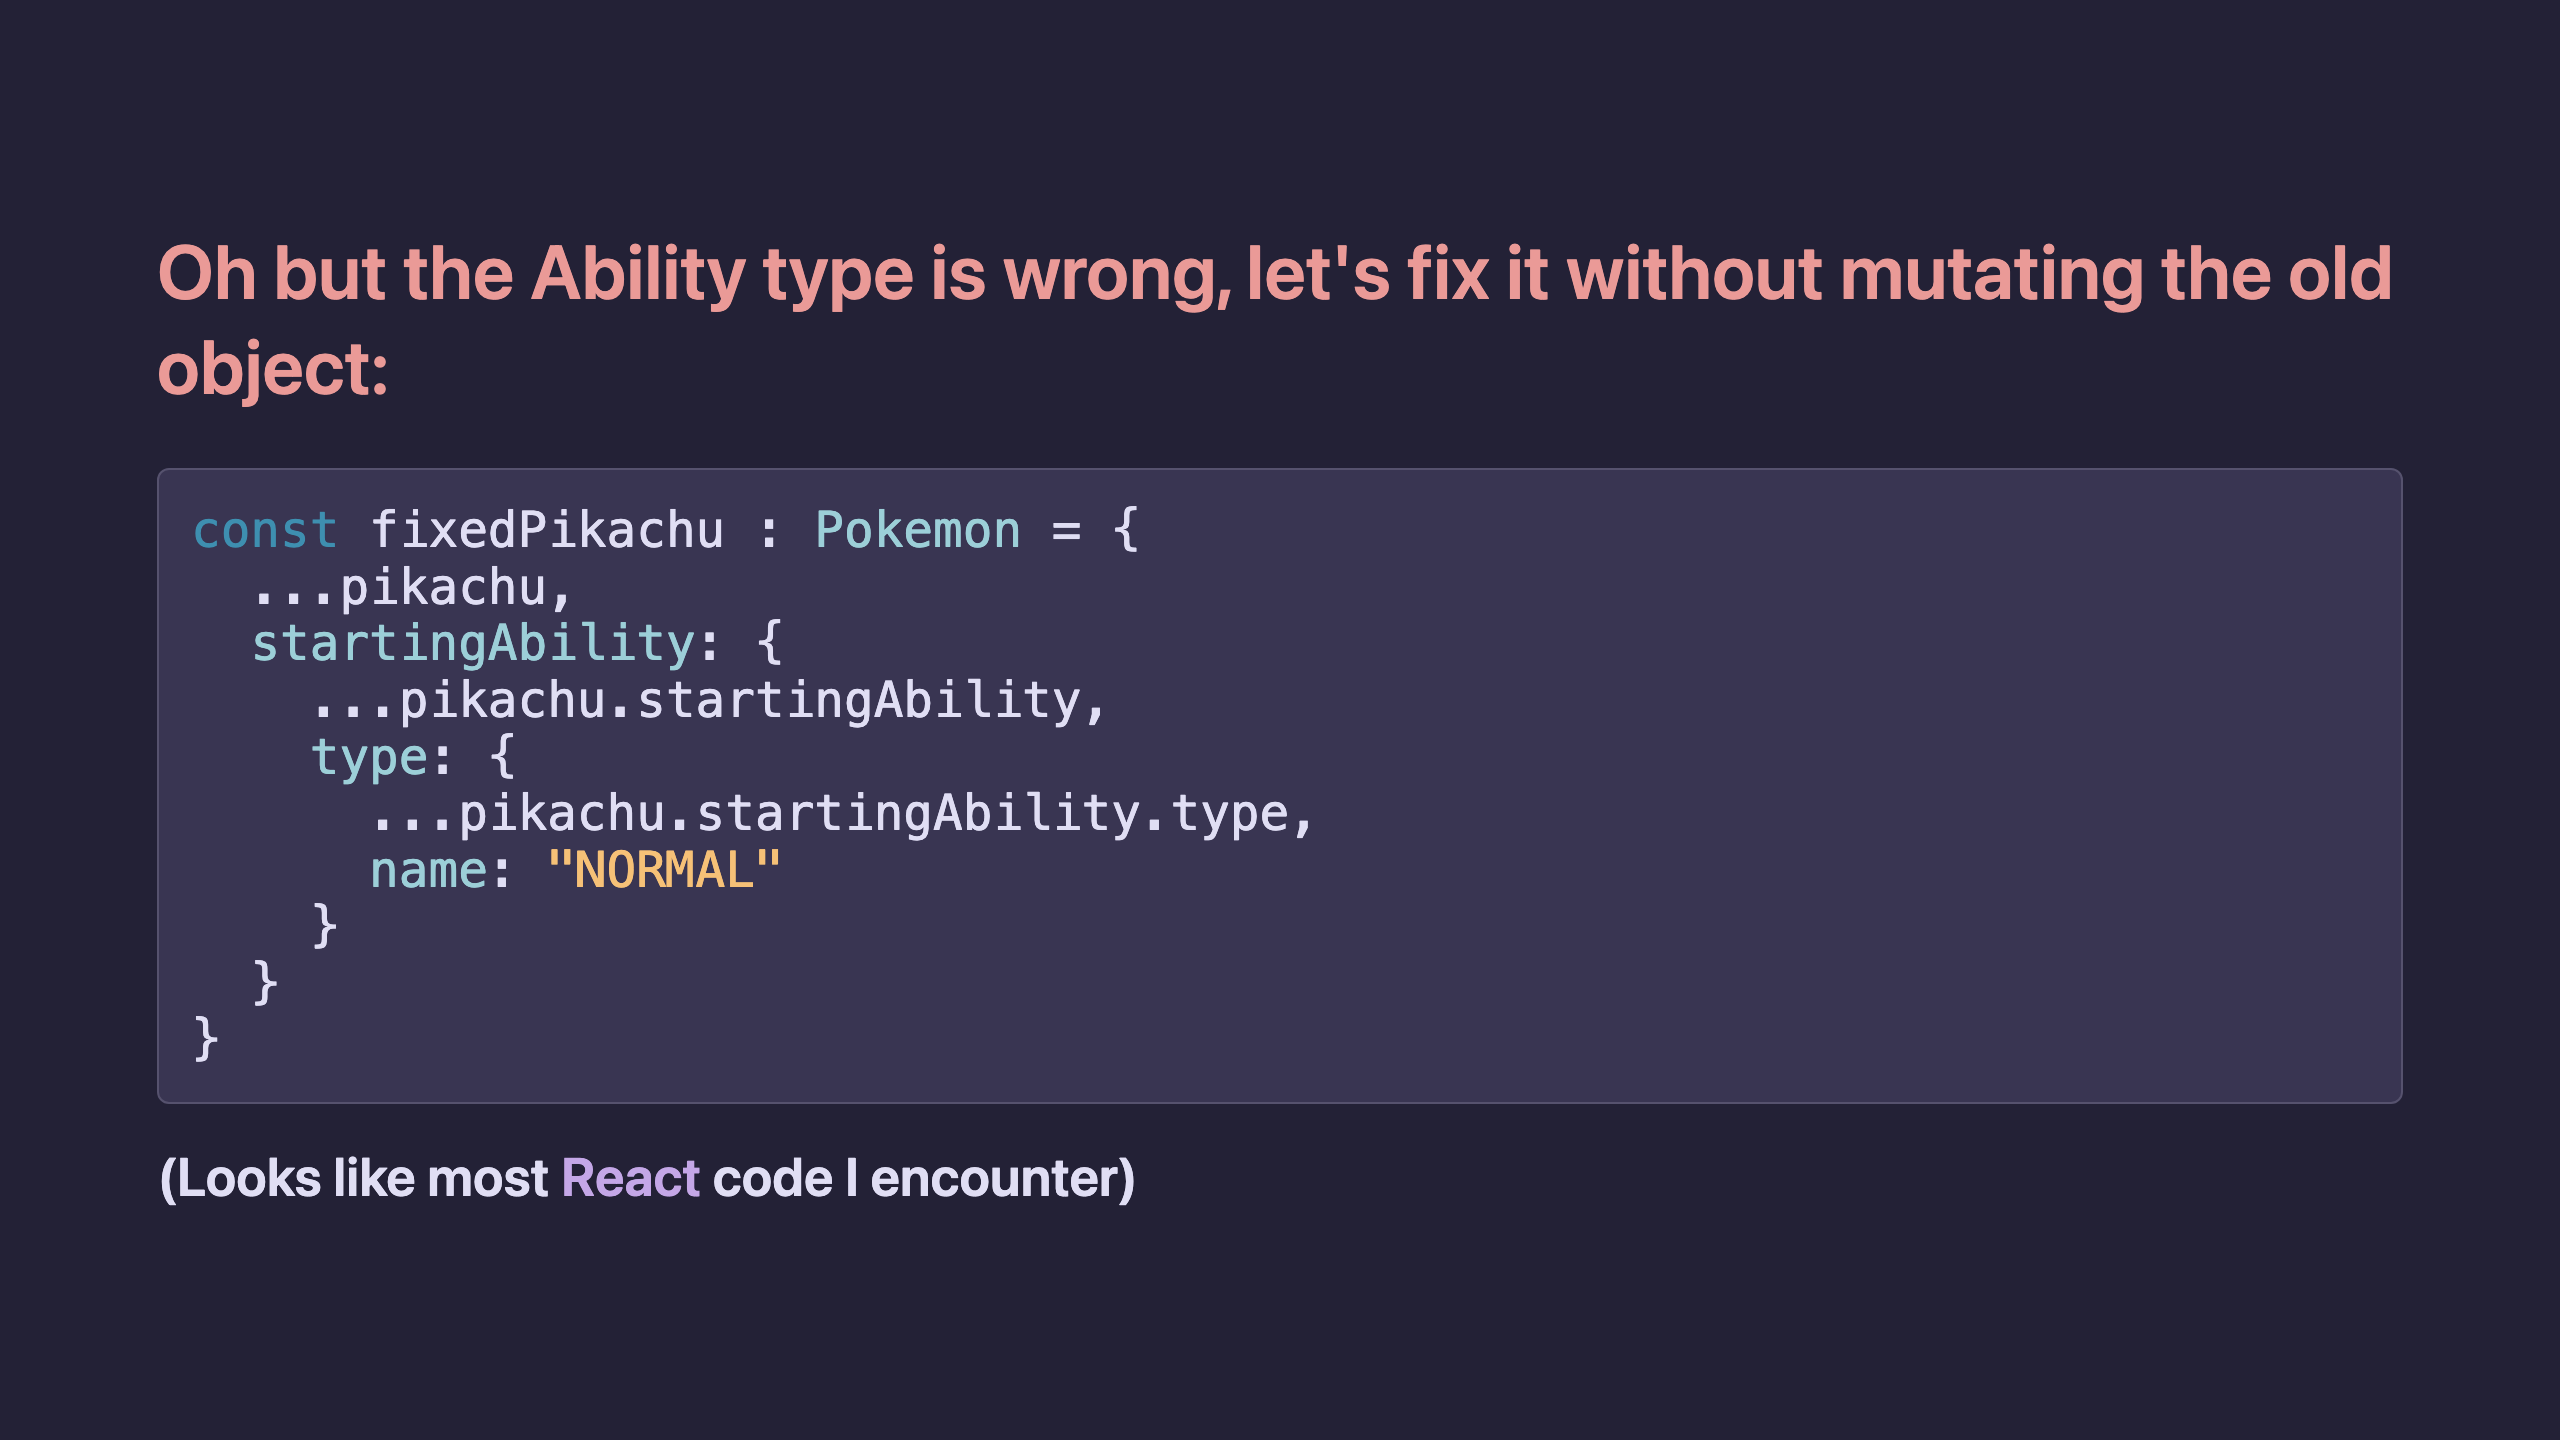 Oh but the Ability type is wrong, let's fix it without mutating the old
object:
const fixedPikachu : Pokemon = {
  ...pikachu,
  startingAbility: {
    ...pikachu.startingAbility,
    type: {
      ...pikachu.startingAbility.type,
      name: "NORMAL"
    }
  }
}
(Looks like most React code I encounter)